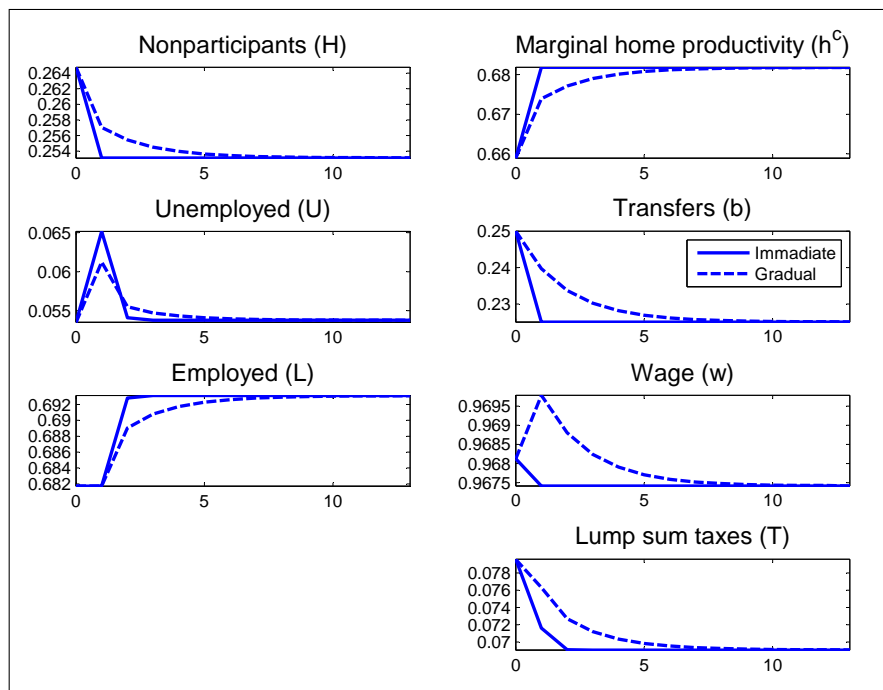 Nonparticipants (H)
0.264
0.262
0.26
0.258
0.256
0.254
0 5 10
Marginal home productivity (h^c)
0.68
0.67
0.66
0 5 10
Unemployed (U)
0.065
0.06
0.055
0 5 10
Transfers (b)
0.25
0.24
0.23
0 5 10
Immadiate
Gradual
Employed (L)
0.692
0.69
0.688
0.686
0.684
0.682
0 5 10
Wage (w)
0.9695
0.969
0.9685
0.968
0.9675
0 5 10
Lump sum taxes (T)
0.078
0.076
0.074
0.072
0.07
0 5 10